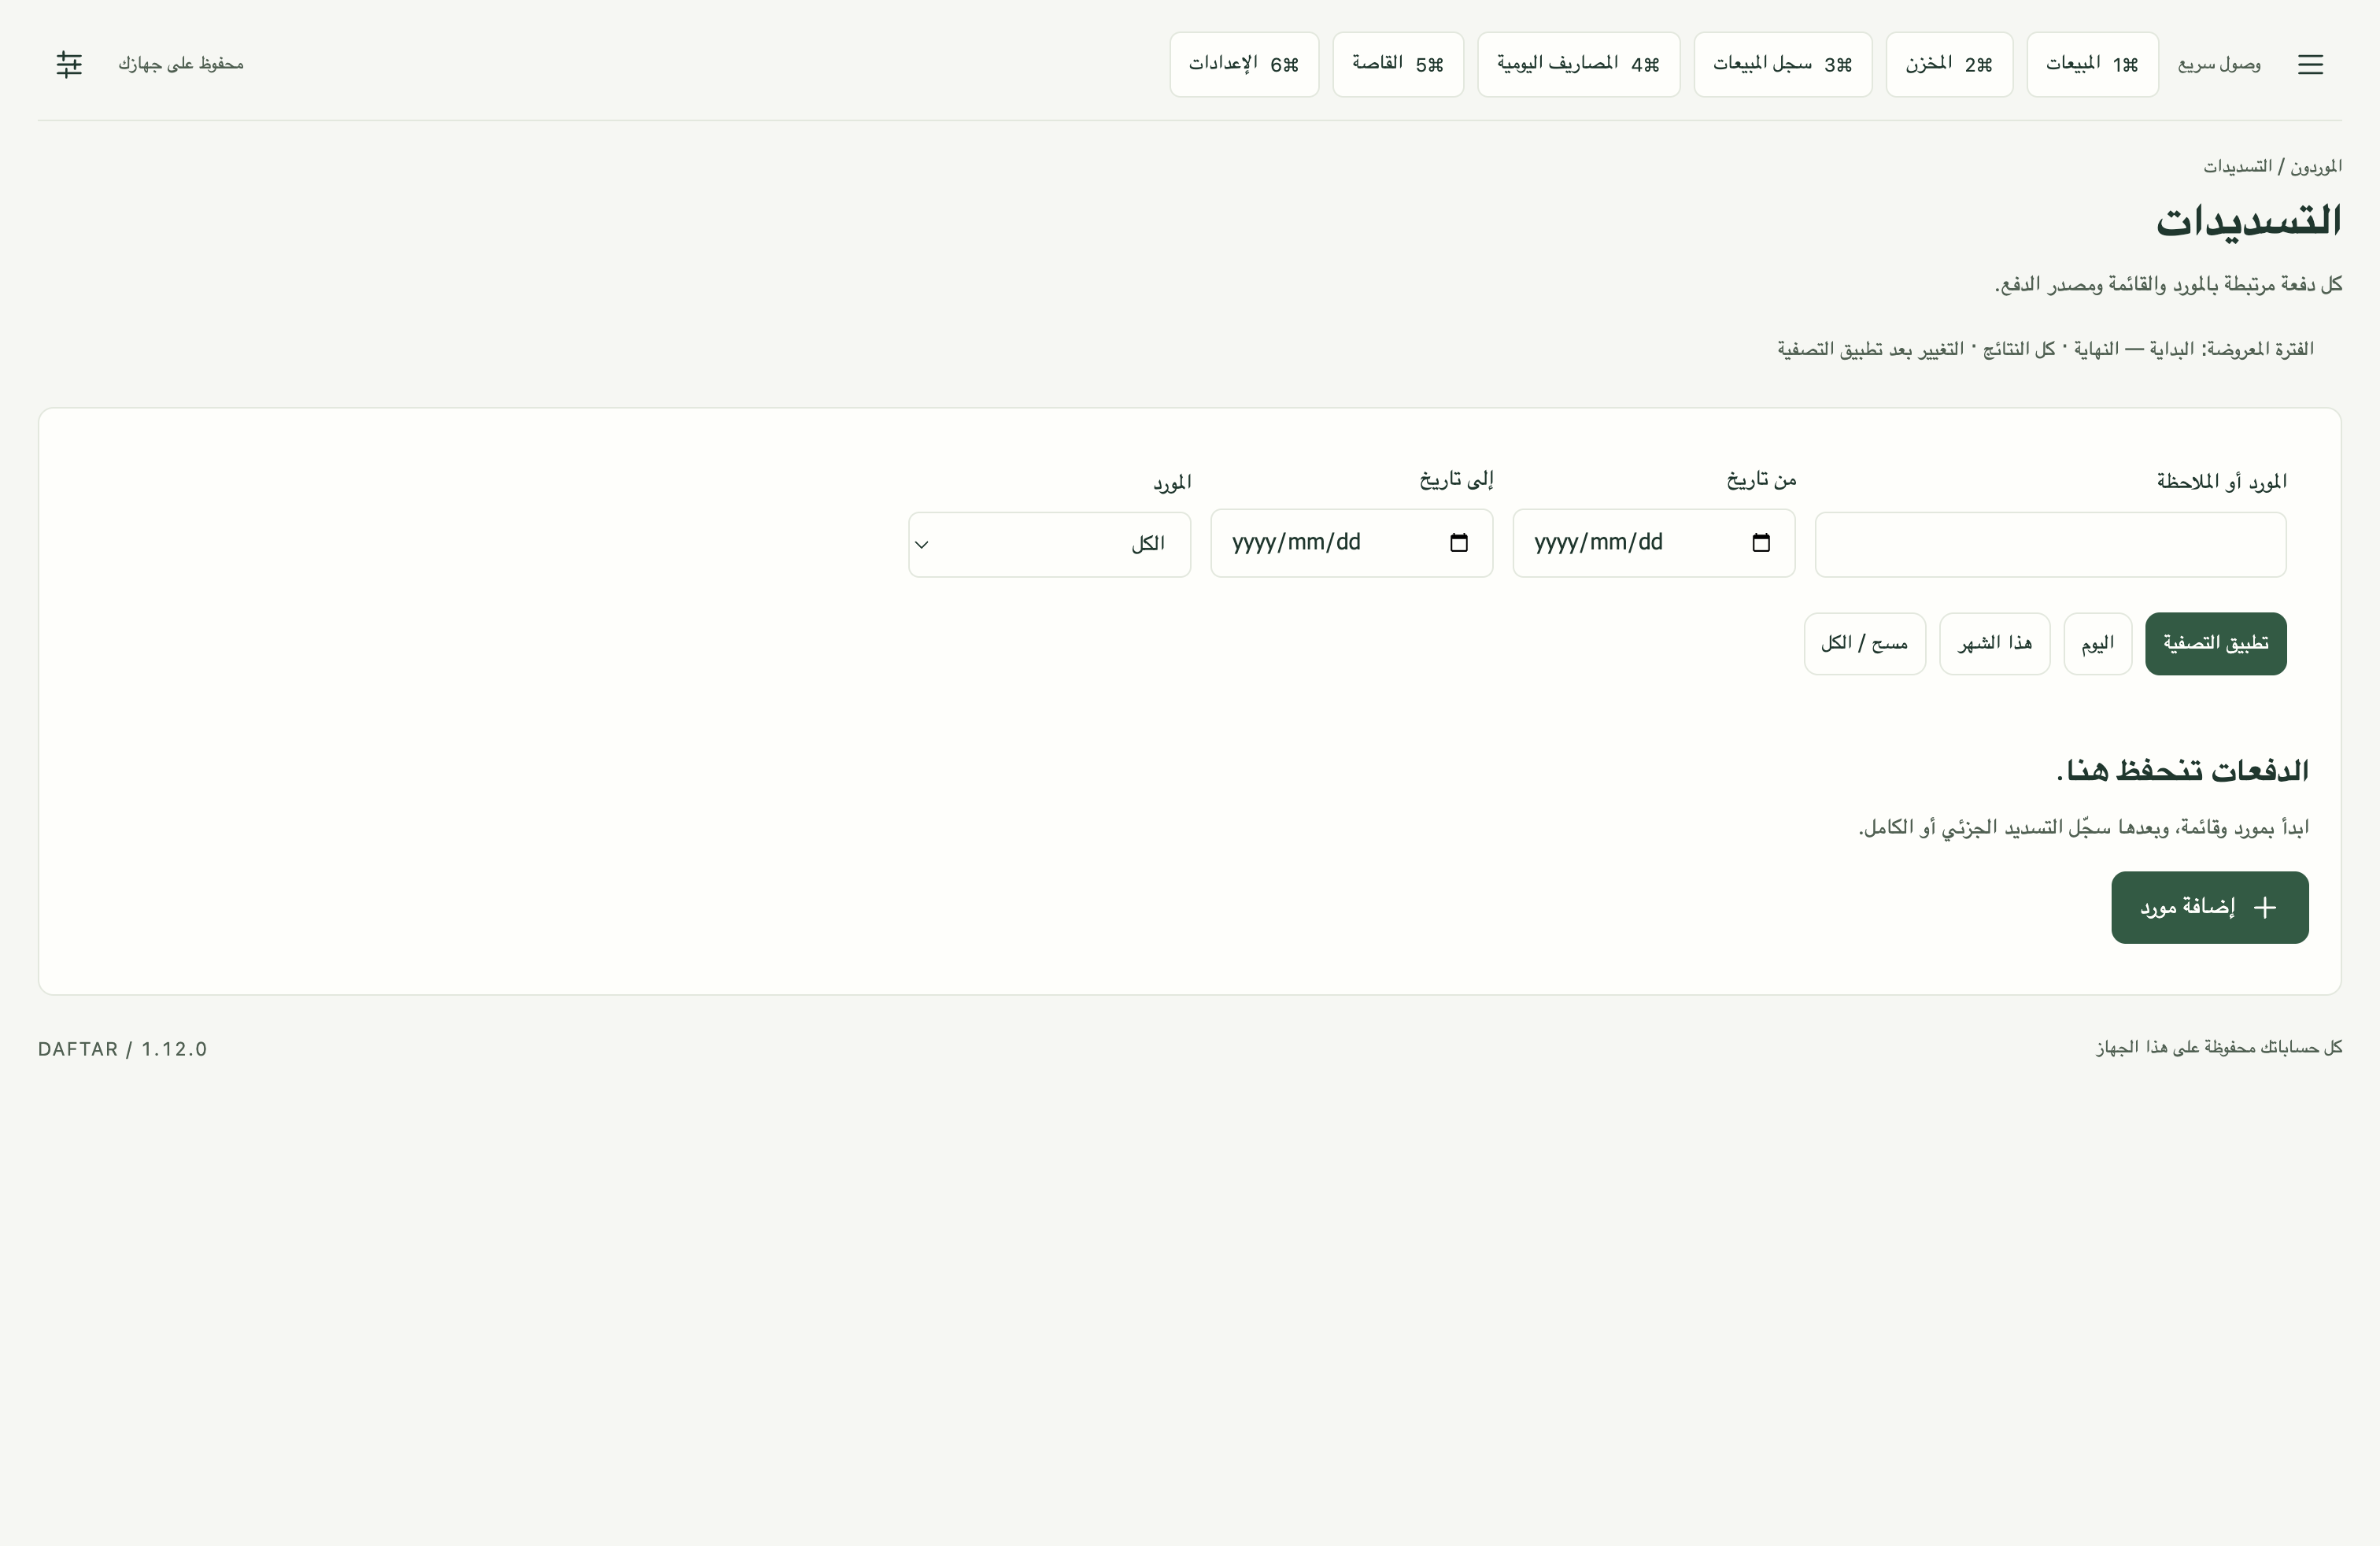 وصول سريع
⌘1 المبيعات
⌘2 المخزن
⌘3 سجل المبيعات
⌘4 المصاريف اليومية
⌘5 القاصة
⌘6 الإعدادات
محفوظ على جهازك
الموردون / التسديدات
التسديدات
كل دفعة مرتبطة بالمورد والقائمة ومصدر الدفع.
الفترة المعروضة: البداية — النهاية · كل النتائج · التغيير بعد تطبيق التصفية
المورد أو الملاحظة
من تاريخ
yyyy/mm/dd
إلى تاريخ
yyyy/mm/dd
المورد
الكل
تطبيق التصفية
اليوم
هذا الشهر
مسح / الكل
الدفعات تنحفظ هنا.
ابدأ بمورد وقائمة، وبعدها سجّل التسديد الجزئي أو الكامل.
إضافة مورد
كل حساباتك محفوظة على هذا الجهاز
DAFTAR / 1.12.0